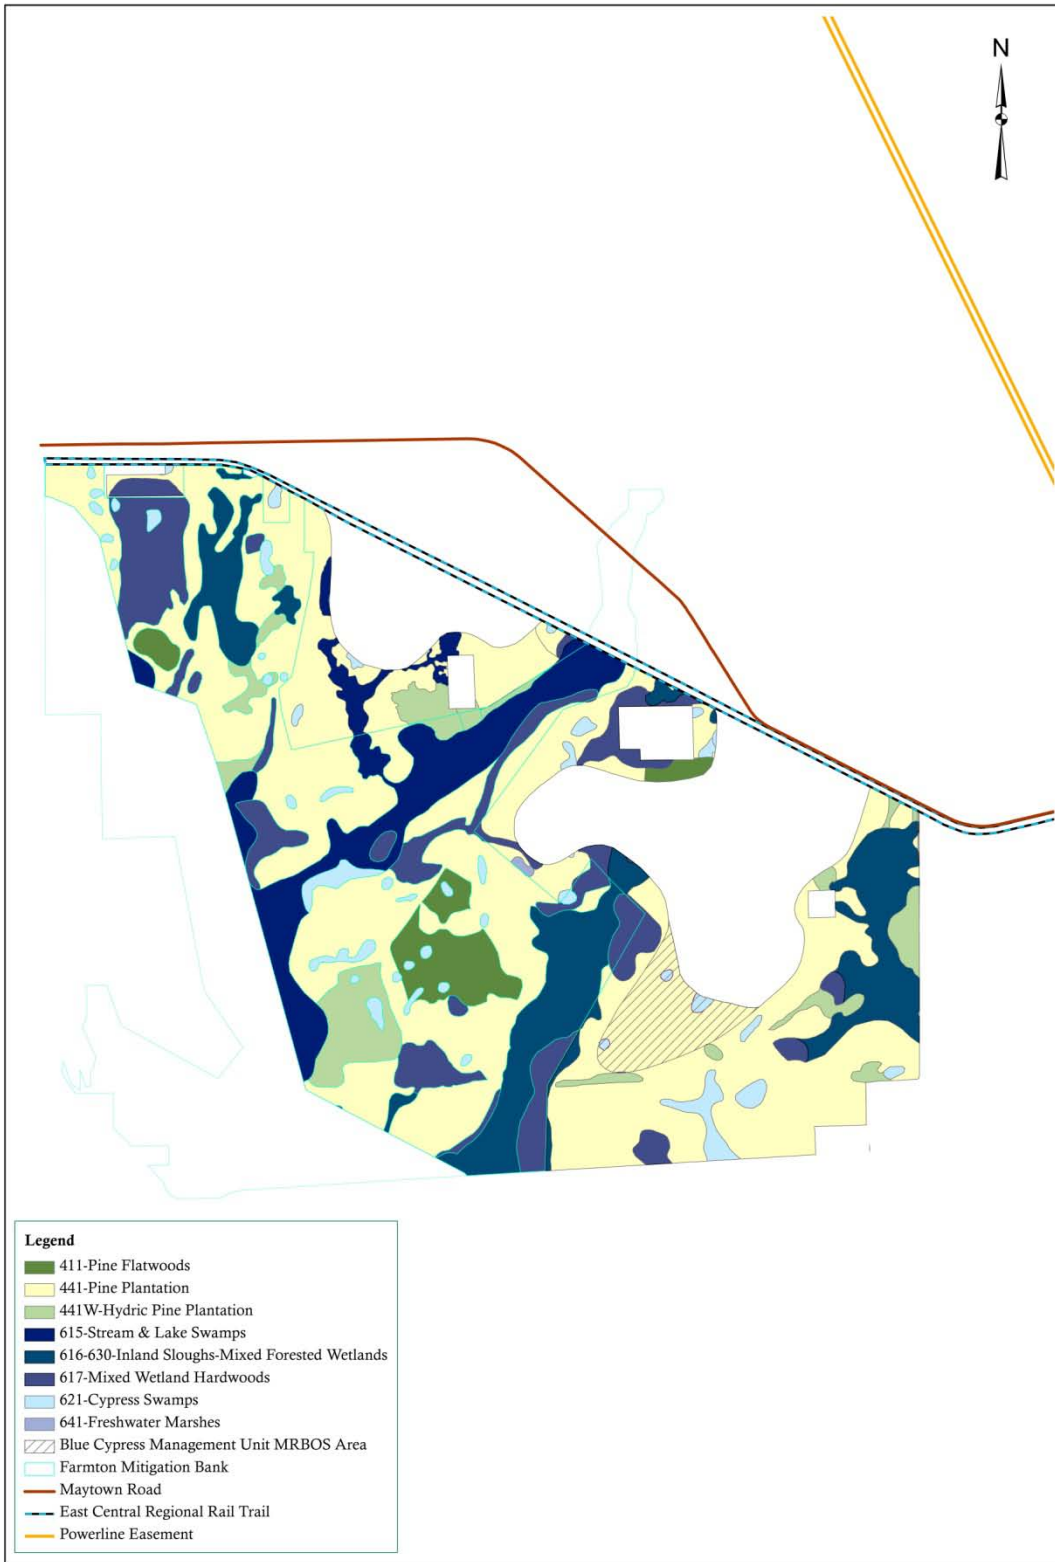 N
Legend
411-Pine Flatwoods
441-Pine Plantation
441W-Hydric Pine Plantation
615-Stream & Lake Swamps
616-630-Inland Sloughs-Mixed Forested Wetlands
617-Mixed Wetland Hardwoods
621-Cypress Swamps
641-Freshwater Marshes
Blue Cypress Management Unit MRBOS Area
Farmton Mitigation Bank
Maytown Road
East Central Regional Rail Trail
Powerline Easement